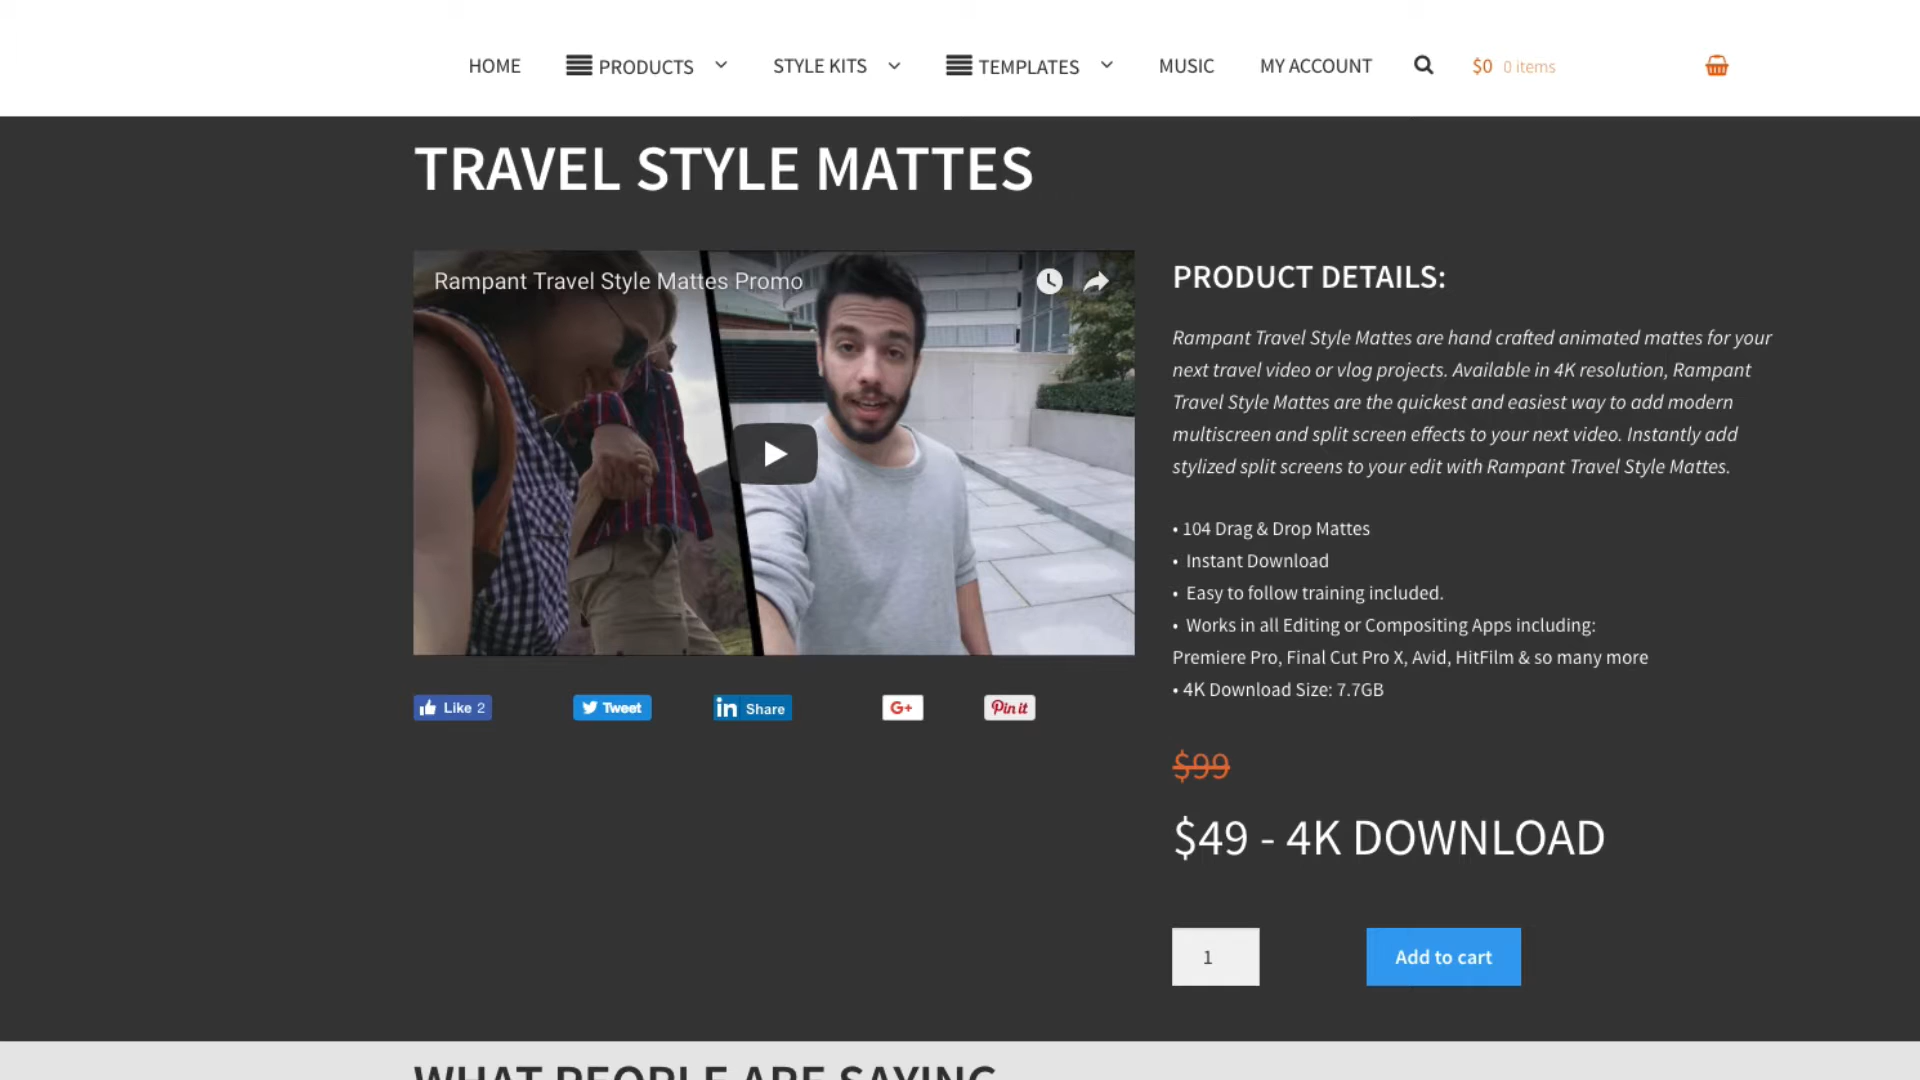 HOME PRODUCTS STYLE KITS TEMPLATES MUSIC MY ACCOUNT $0 0 items
TRAVEL STYLE MATTES
Rampant Travel Style Mattes Promo
Like 2 Tweet in Share G+ Pin it
PRODUCT DETAILS:
Rampant Travel Style Mattes are hand crafted animated mattes for your
next travel video or vlog projects. Available in 4K resolution, Rampant
Travel Style Mattes are the quickest and easiest way to add modern
multiscreen and split screen effects to your next video. Instantly add
stylized split screens to your edit with Rampant Travel Style Mattes.
• 104 Drag & Drop Mattes
• Instant Download
• Easy to follow training included.
• Works in all Editing or Compositing Apps including:
Premiere Pro, Final Cut Pro X, Avid, HitFilm & so many more
• 4K Download Size: 7.7GB
$99
$49 - 4K DOWNLOAD
1 Add to cart
WHAT PEOPLE ARE SAYING